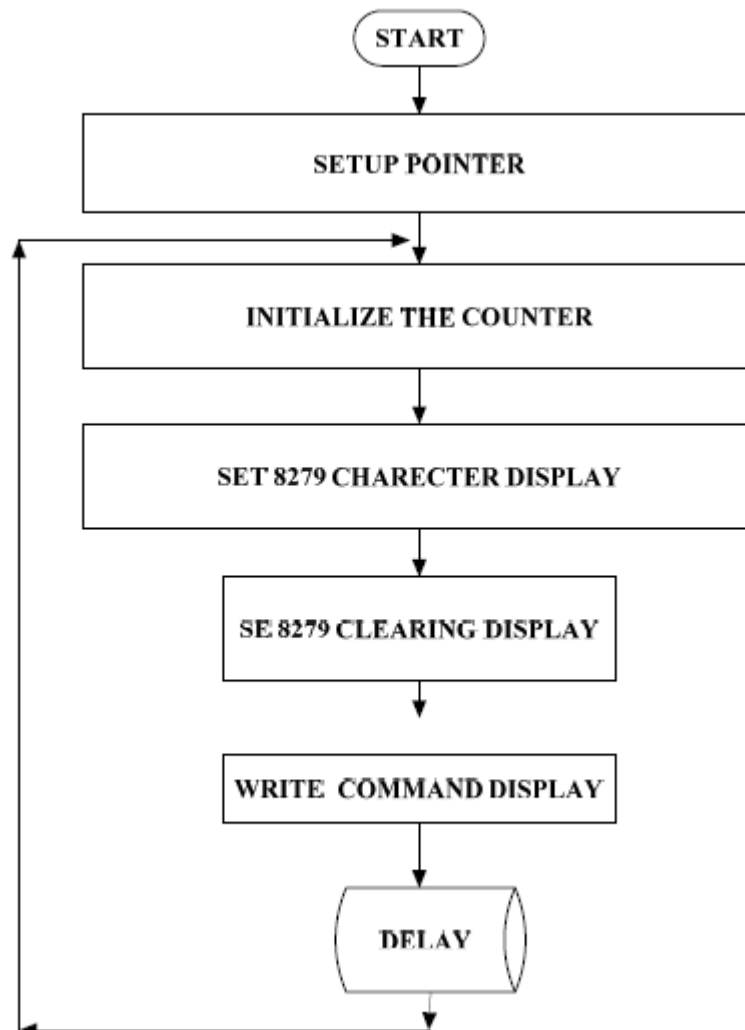 START
SETUP POINTER
INITIALIZE THE COUNTER
SET 8279 CHARECTER DISPLAY
SE 8279 CLEARING DISPLAY
WRITE COMMAND DISPLAY
DELAY